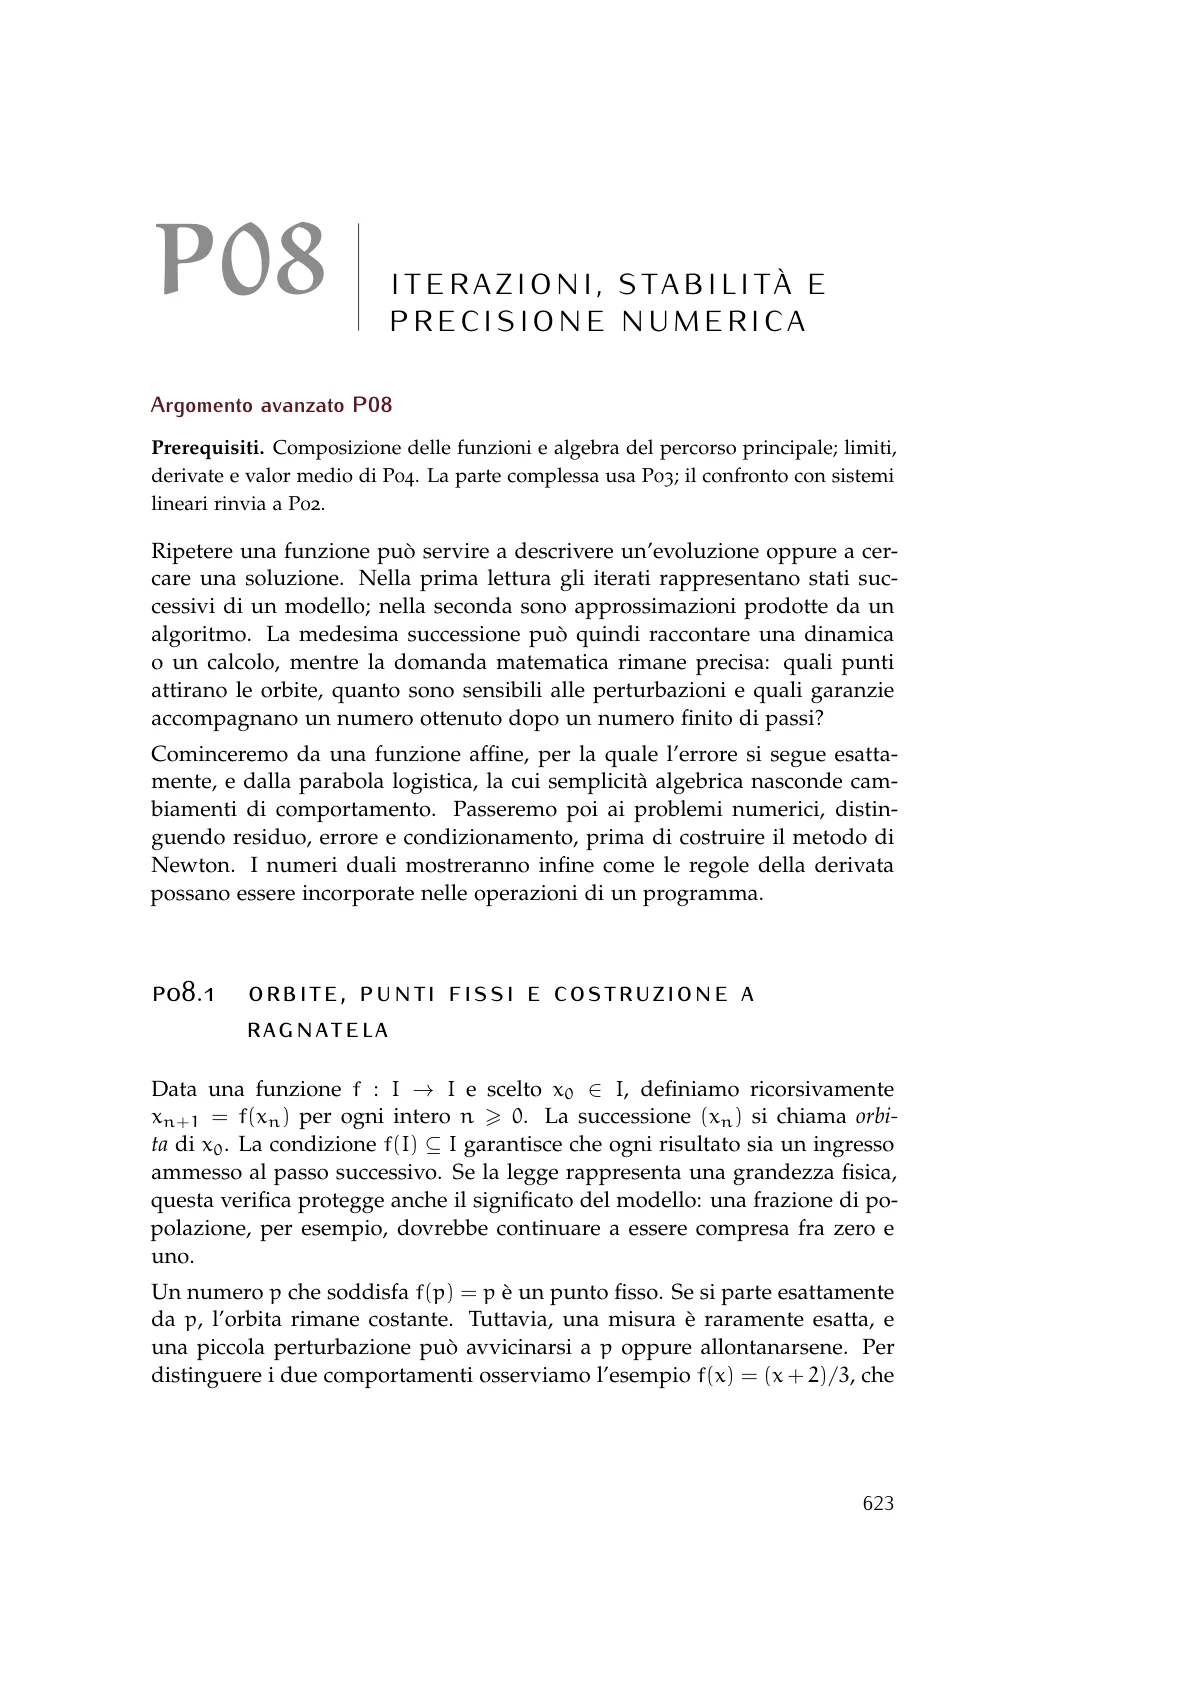 P08
ITERAZIONI, STABILITÀ E
PRECISIONE NUMERICA
Argomento avanzato P08
Prerequisiti. Composizione delle funzioni e algebra del percorso principale; limiti,
derivate e valor medio di P04. La parte complessa usa P03; il confronto con sistemi
lineari rinvia a P02.
Ripetere una funzione può servire a descrivere un'evoluzione oppure a cer-
care una soluzione. Nella prima lettura gli iterati rappresentano stati suc-
cessivi di un modello; nella seconda sono approssimazioni prodotte da un
algoritmo. La medesima successione può quindi raccontare una dinamica
o un calcolo, mentre la domanda matematica rimane precisa: quali punti
attirano le orbite, quanto sono sensibili alle perturbazioni e quali garanzie
accompagnano un numero ottenuto dopo un numero finito di passi?
Cominceremo da una funzione affine, per la quale l'errore si segue esatta-
mente, e dalla parabola logistica, la cui semplicità algebrica nasconde cam-
biamenti di comportamento. Passeremo poi ai problemi numerici, distin-
guendo residuo, errore e condizionamento, prima di costruire il metodo di
Newton. I numeri duali mostreranno infine come le regole della derivata
possano essere incorporate nelle operazioni di un programma.
P08.1 ORBITE, PUNTI FISSI E COSTRUZIONE A
RAGNATELA
Data una funzione f : I → I e scelto x₀ ∈ I, definiamo ricorsivamente
xₙ₊₁ = f(xₙ) per ogni intero n ⩾ 0. La successione (xₙ) si chiama orbi-
ta di x₀. La condizione f(I) ⊆ I garantisce che ogni risultato sia un ingresso
ammesso al passo successivo. Se la legge rappresenta una grandezza fisica,
questa verifica protegge anche il significato del modello: una frazione di po-
polazione, per esempio, dovrebbe continuare a essere compresa fra zero e
uno.
Un numero p che soddisfa f(p) = p è un punto fisso. Se si parte esattamente
da p, l'orbita rimane costante. Tuttavia, una misura è raramente esatta, e
una piccola perturbazione può avvicinarsi a p oppure allontanarsene. Per
distinguere i due comportamenti osserviamo l'esempio f(x) = (x + 2)/3, che
623